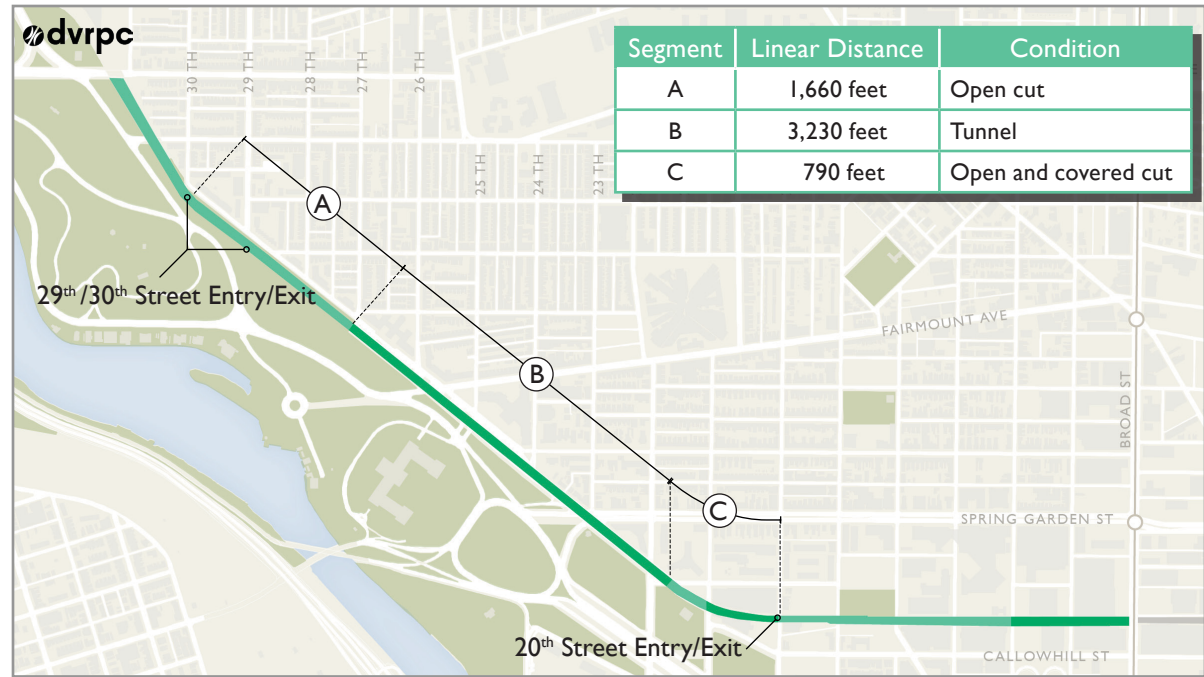 dvrpc
Segment Linear Distance Condition
A 1,660 feet Open cut
B 3,230 feet Tunnel
C 790 feet Open and covered cut
30 TH
29 TH
28 TH
27 TH
26 TH
25 TH
24 TH
23 TH
A
29th/30th Street Entry/Exit
FAIRMOUNT AVE
B
BROAD ST
C
SPRING GARDEN ST
20th Street Entry/Exit
CALLOWHILL ST